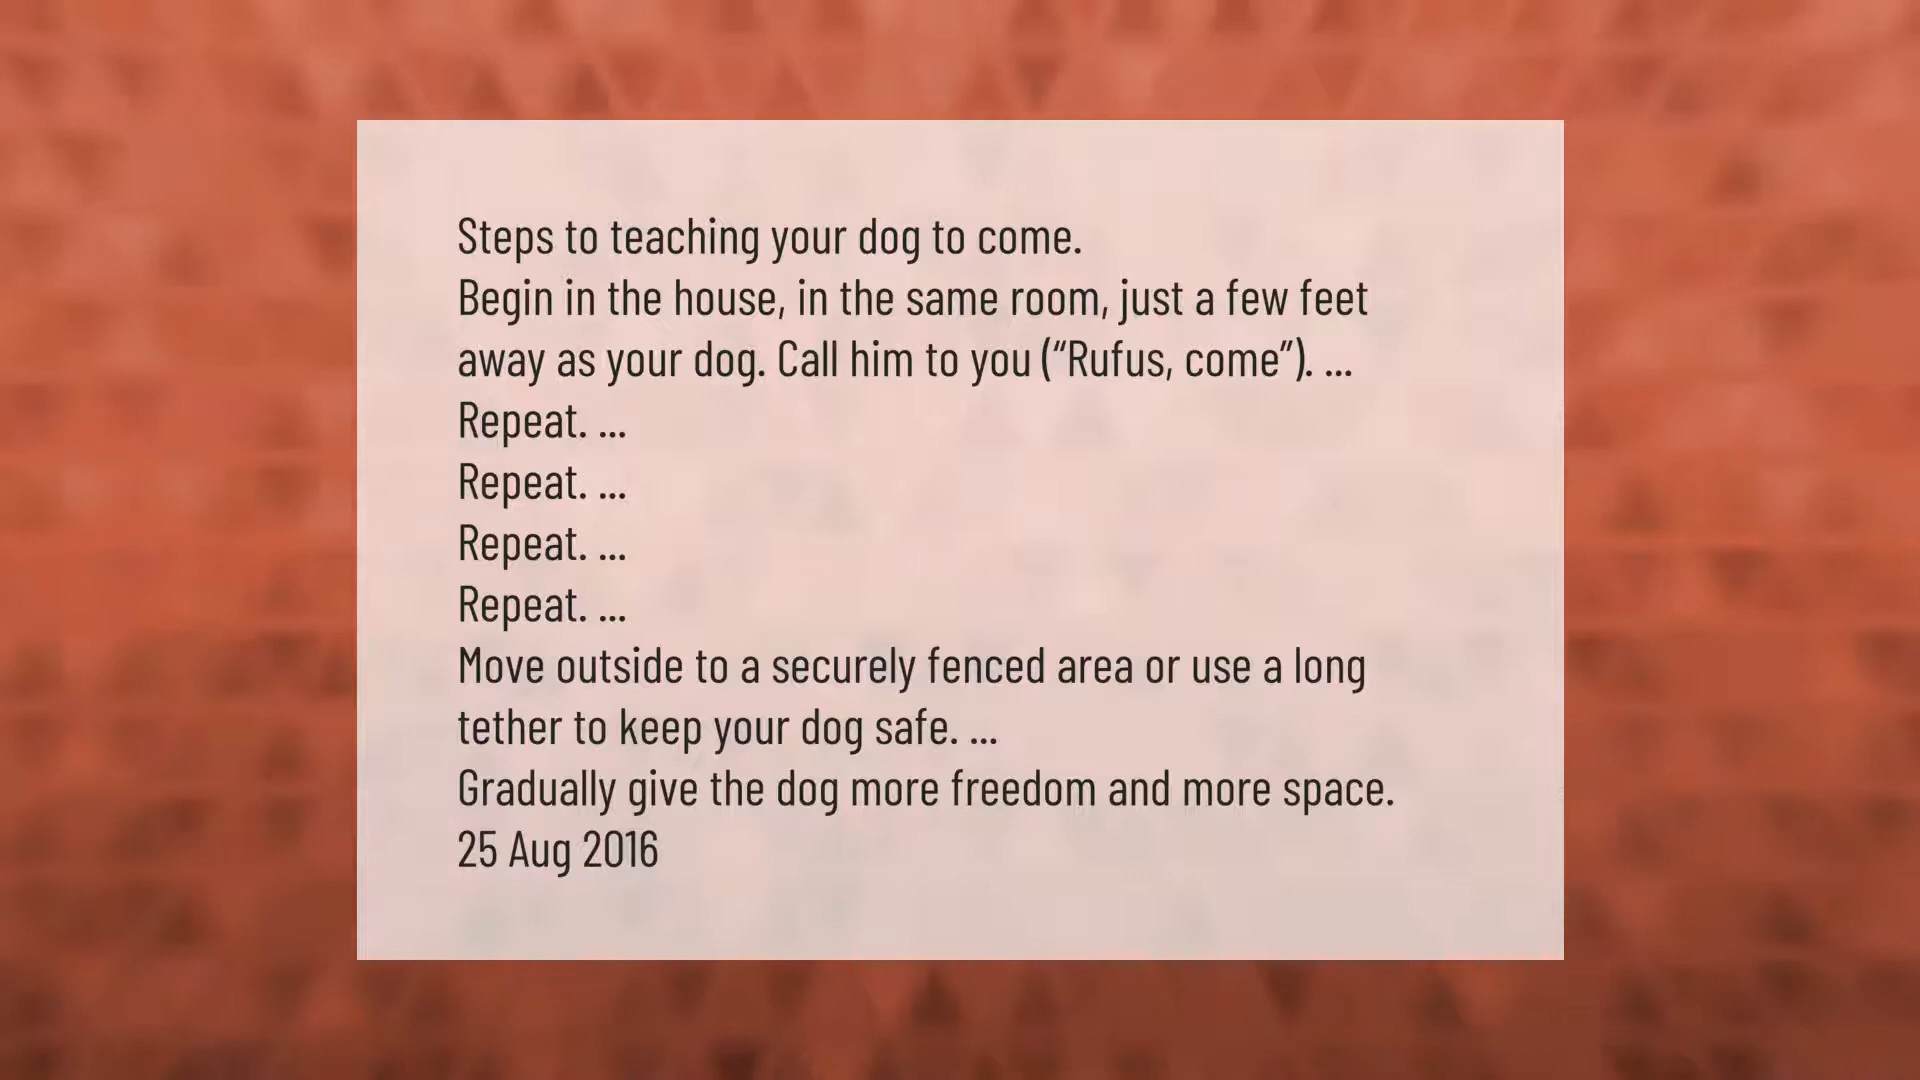 Steps to teaching your dog to come.
Begin in the house, in the same room, just a few feet
away as your dog. Call him to you (“Rufus, come”). ...
Repeat. ...
Repeat. ...
Repeat. ...
Repeat. ...
Move outside to a securely fenced area or use a long
tether to keep your dog safe. ...
Gradually give the dog more freedom and more space.
25 Aug 2016